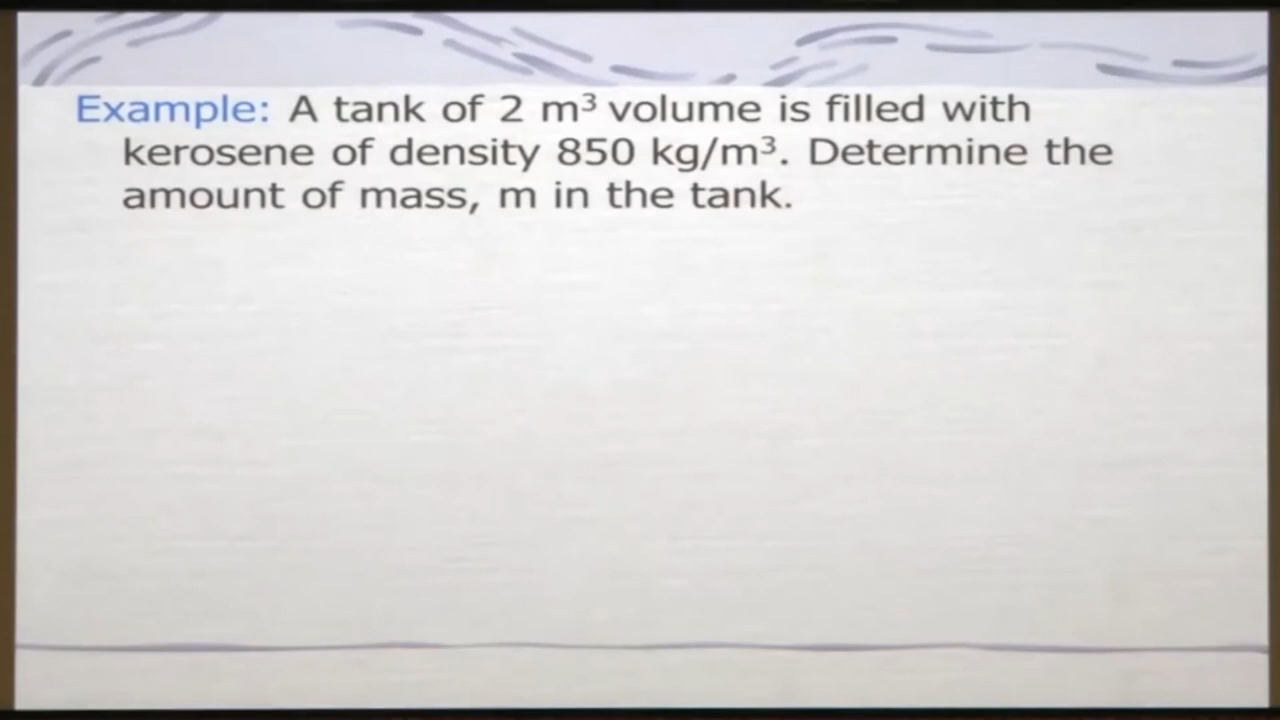 Example: A tank of 2 m³ volume is filled with
kerosene of density 850 kg/m³. Determine the
amount of mass, m in the tank.